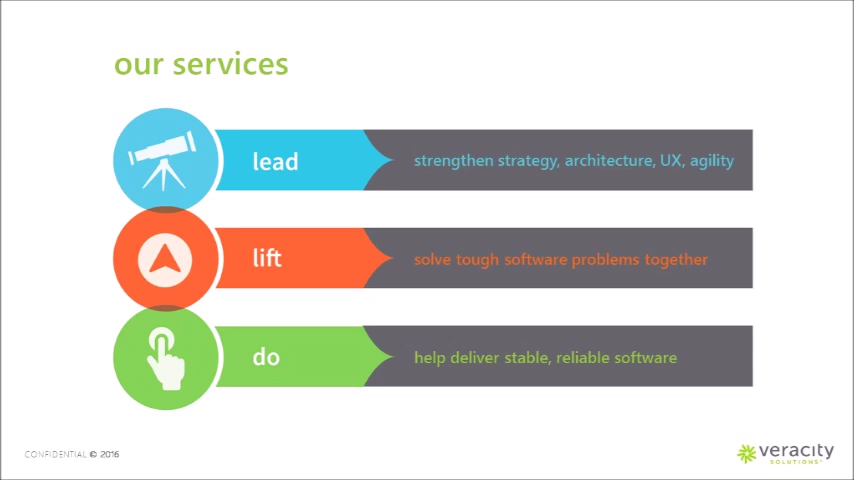 our services
lead
strengthen strategy, architecture, UX, agility
lift
solve tough software problems together
do
help deliver stable, reliable software
CONFIDENTIAL © 2016
veracity
SOLUTIONS